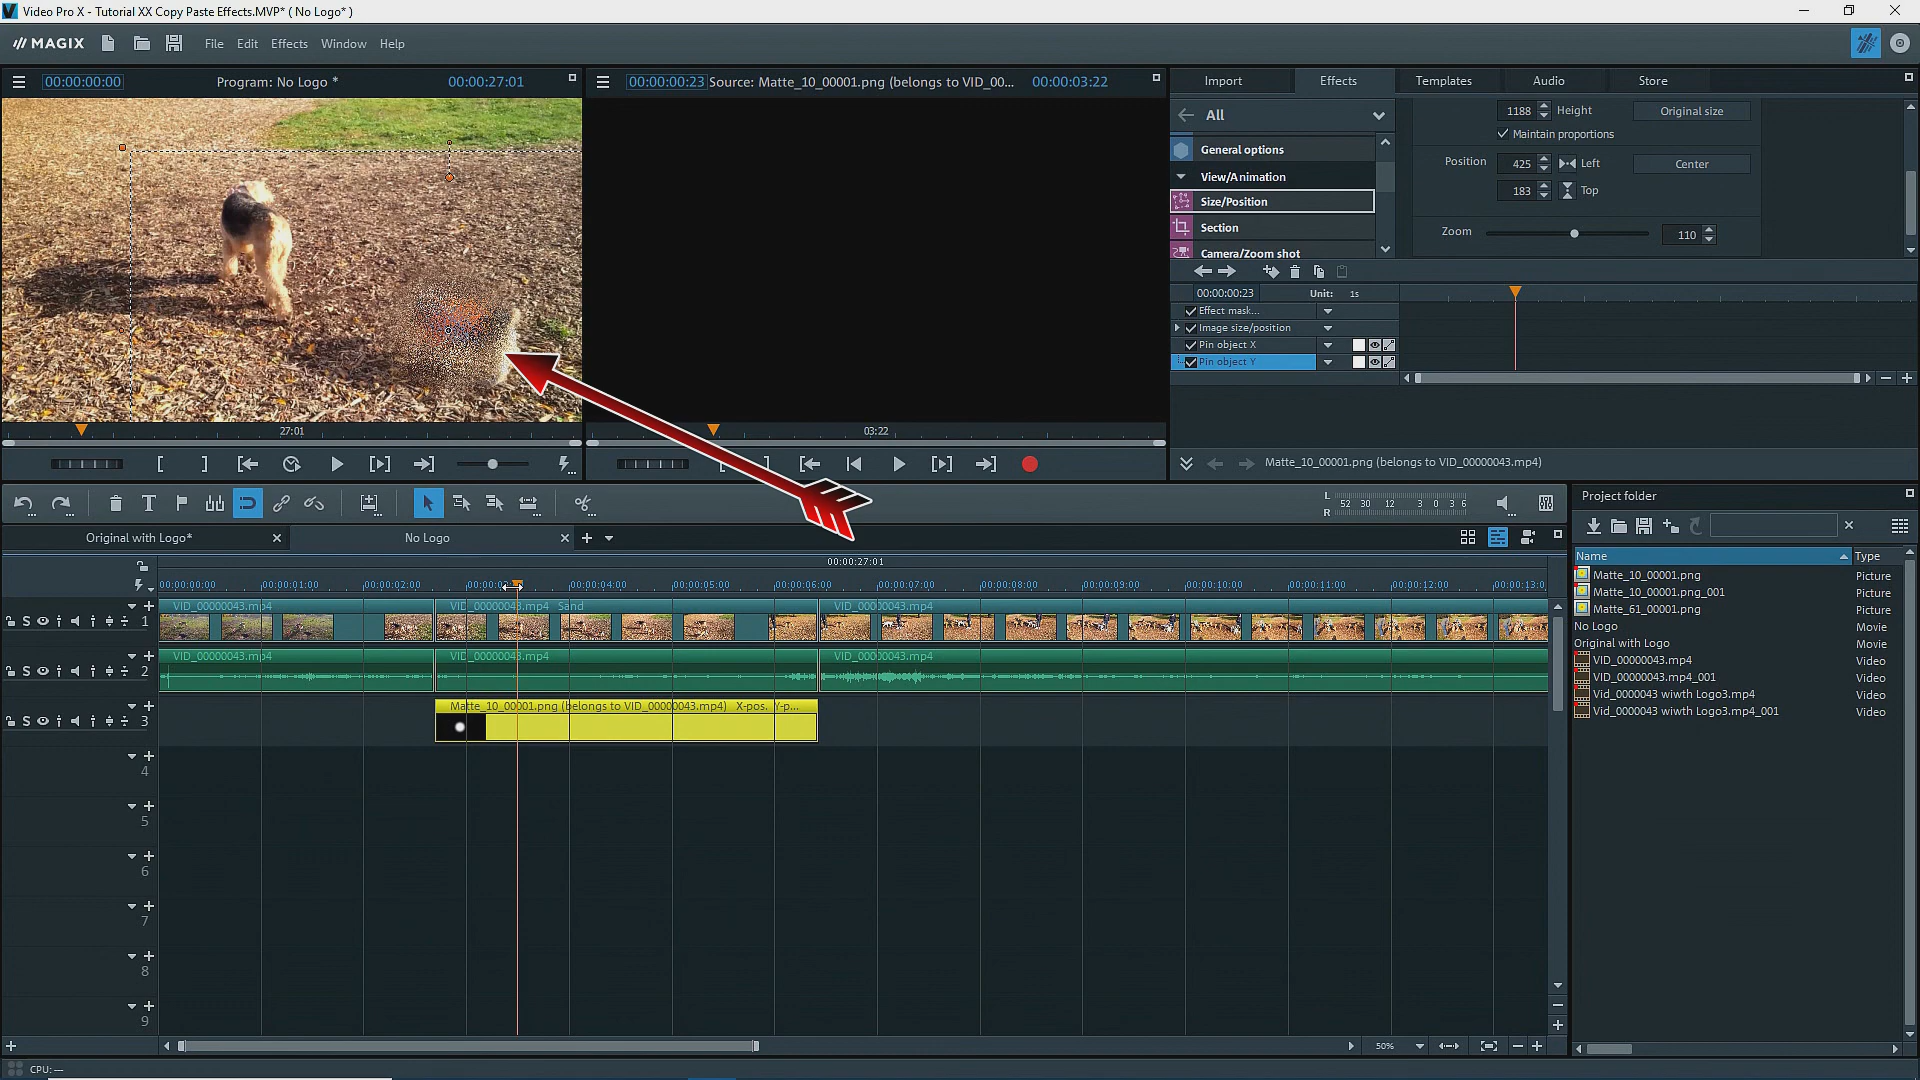 Video Pro X - Tutorial XX Copy Paste Effects.MVP* ( No Logo* )
MAGIX File Edit Effects Window Help
00:00:00:00 Program: No Logo * 00:00:27:01
00:00:00:23 Source: Matte_10_00001.png (belongs to VID_00... 00:00:03:22
Import Effects Templates Audio Store
All
General options
View/Animation
Size/Position
Section
Camera/Zoom shot
1188 Height Original size
Maintain proportions
Position 425 Left Center
183 Top
Zoom 110
00:00:00:23 Unit: 1s
Effect mask...
Image size/position
Pin object X
Pin object Y
27:01
03:22
Matte_10_00001.png (belongs to VID_00000043.mp4)
L
R
52 30 12 3 0 3 6
Original with Logo*
No Logo
00:00:27:01
00:00:00:00 00:00:01:00 00:00:02:00 00:00:04:00 00:00:05:00 00:00:06:00 00:00:07:00 00:00:08:00 00:00:09:00 00:00:10:00 00:00:11:00 00:00:12:00 00:00:13:0
VID_00000043.mp4 VID_00000043.mp4 Sand VID_00000043.mp4
S 1
VID_00000043.mp4 VID_00000043.mp4 VID_00000043.mp4
S 2
Matte_10_00001.png (belongs to VID_00000043.mp4) X-pos. Y-p...
S 3
4
5
6
7
8
9
50%
CPU: —
Project folder
Name Type
Matte_10_00001.png Picture
Matte_10_00001.png_001 Picture
Matte_61_00001.png Picture
No Logo Movie
Original with Logo Movie
VID_00000043.mp4 Video
VID_00000043.mp4_001 Video
Vid_0000043 wiwth Logo3.mp4 Video
Vid_0000043 wiwth Logo3.mp4_001 Video